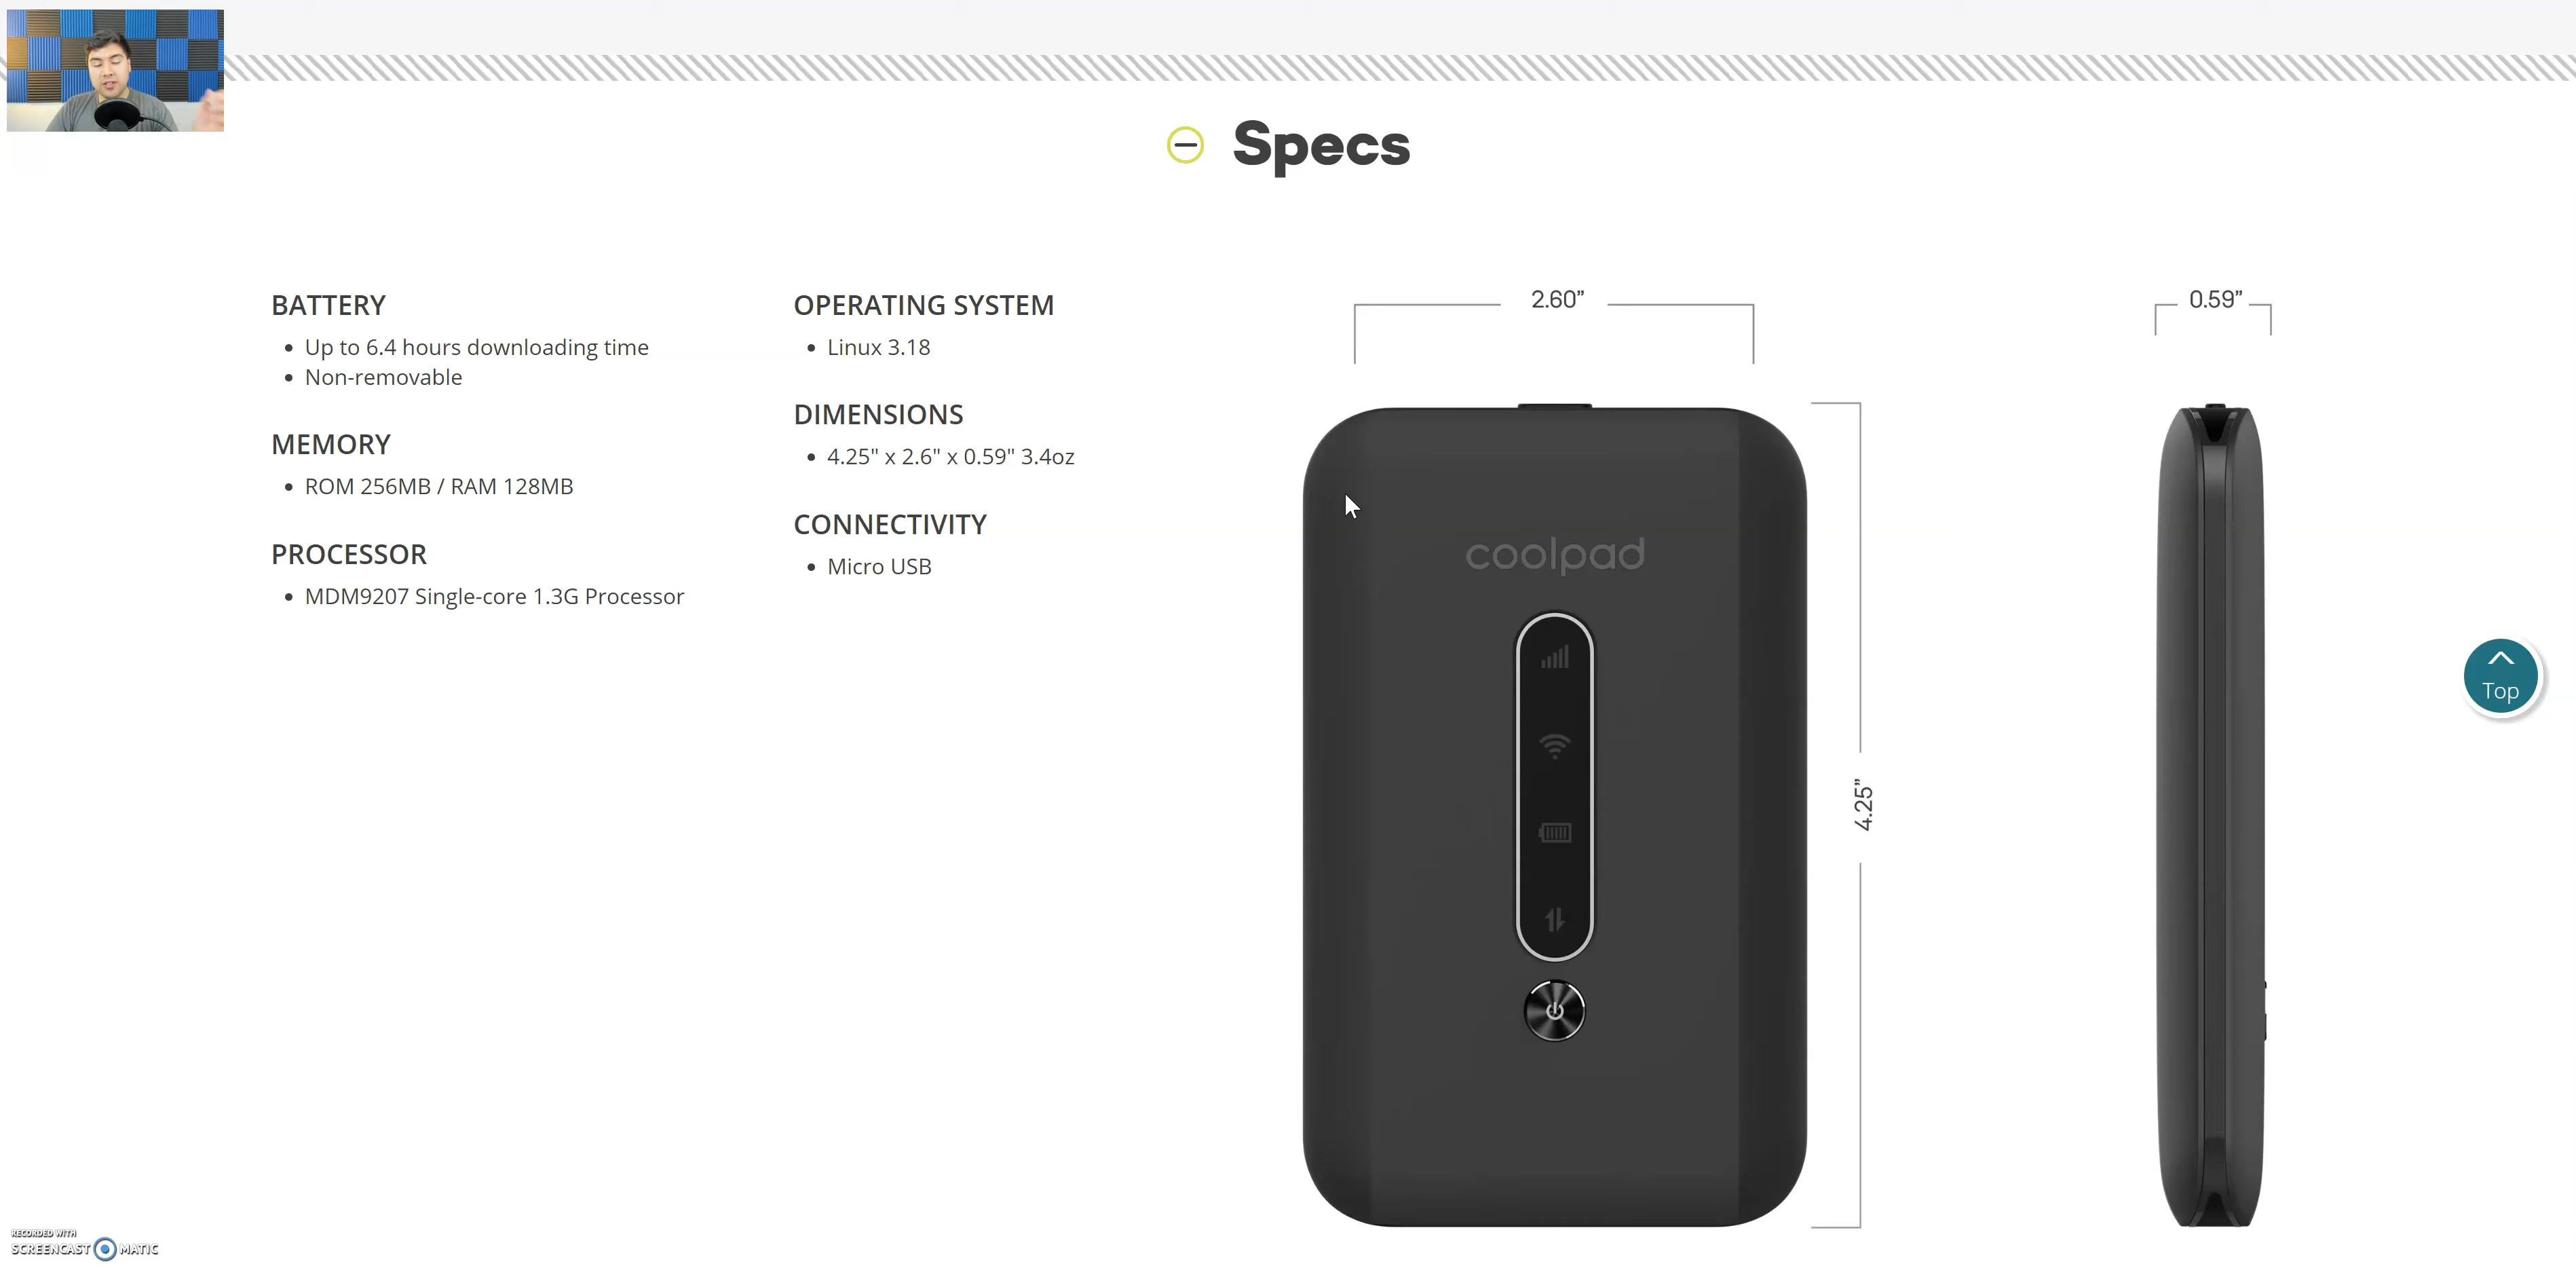 Specs
BATTERY
Up to 6.4 hours downloading time
Non-removable
MEMORY
ROM 256MB / RAM 128MB
PROCESSOR
MDM9207 Single-core 1.3G Processor
OPERATING SYSTEM
Linux 3.18
DIMENSIONS
4.25" x 2.6" x 0.59" 3.4oz
CONNECTIVITY
Micro USB
2.60”
0.59”
coolpad
4.25”
Top
RECORDED WITH
SCREENCAST MATIC